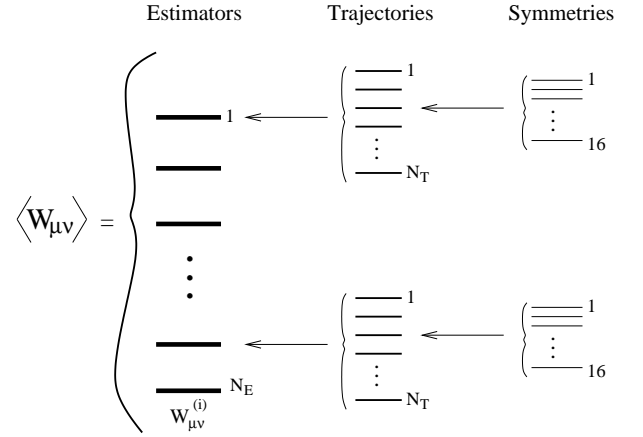 Estimators Trajectories Symmetries
1
1
1
16
N_T
⟨W_μν⟩ =
1
1
16
N_E
N_T
W_μν^(i)